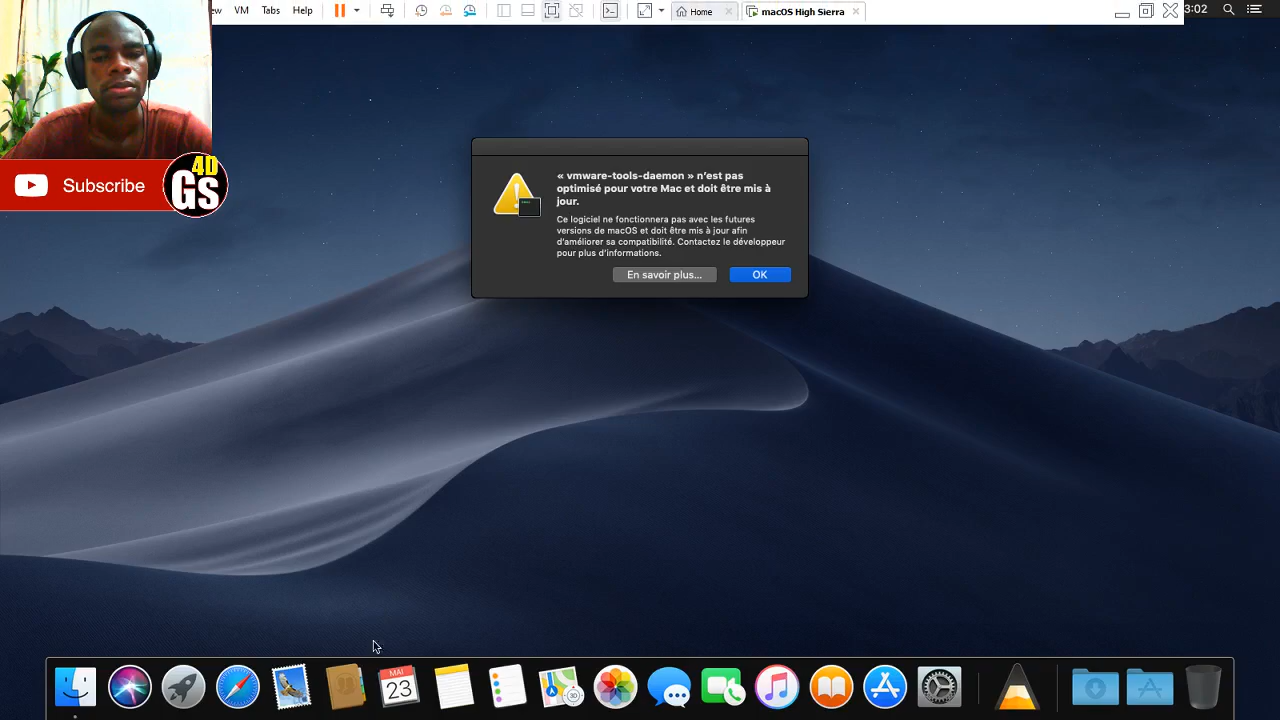 ew VM Tabs Help Home macOS High Sierra 3:02
4D
GS
Subscribe
« vmware-tools-daemon » n’est pas
optimisé pour votre Mac et doit être mis à
jour.
Ce logiciel ne fonctionnera pas avec les futures
versions de macOS et doit être mis à jour afin
d’améliorer sa compatibilité. Contactez le développeur
pour plus d’informations.
En savoir plus... OK
MAI
23